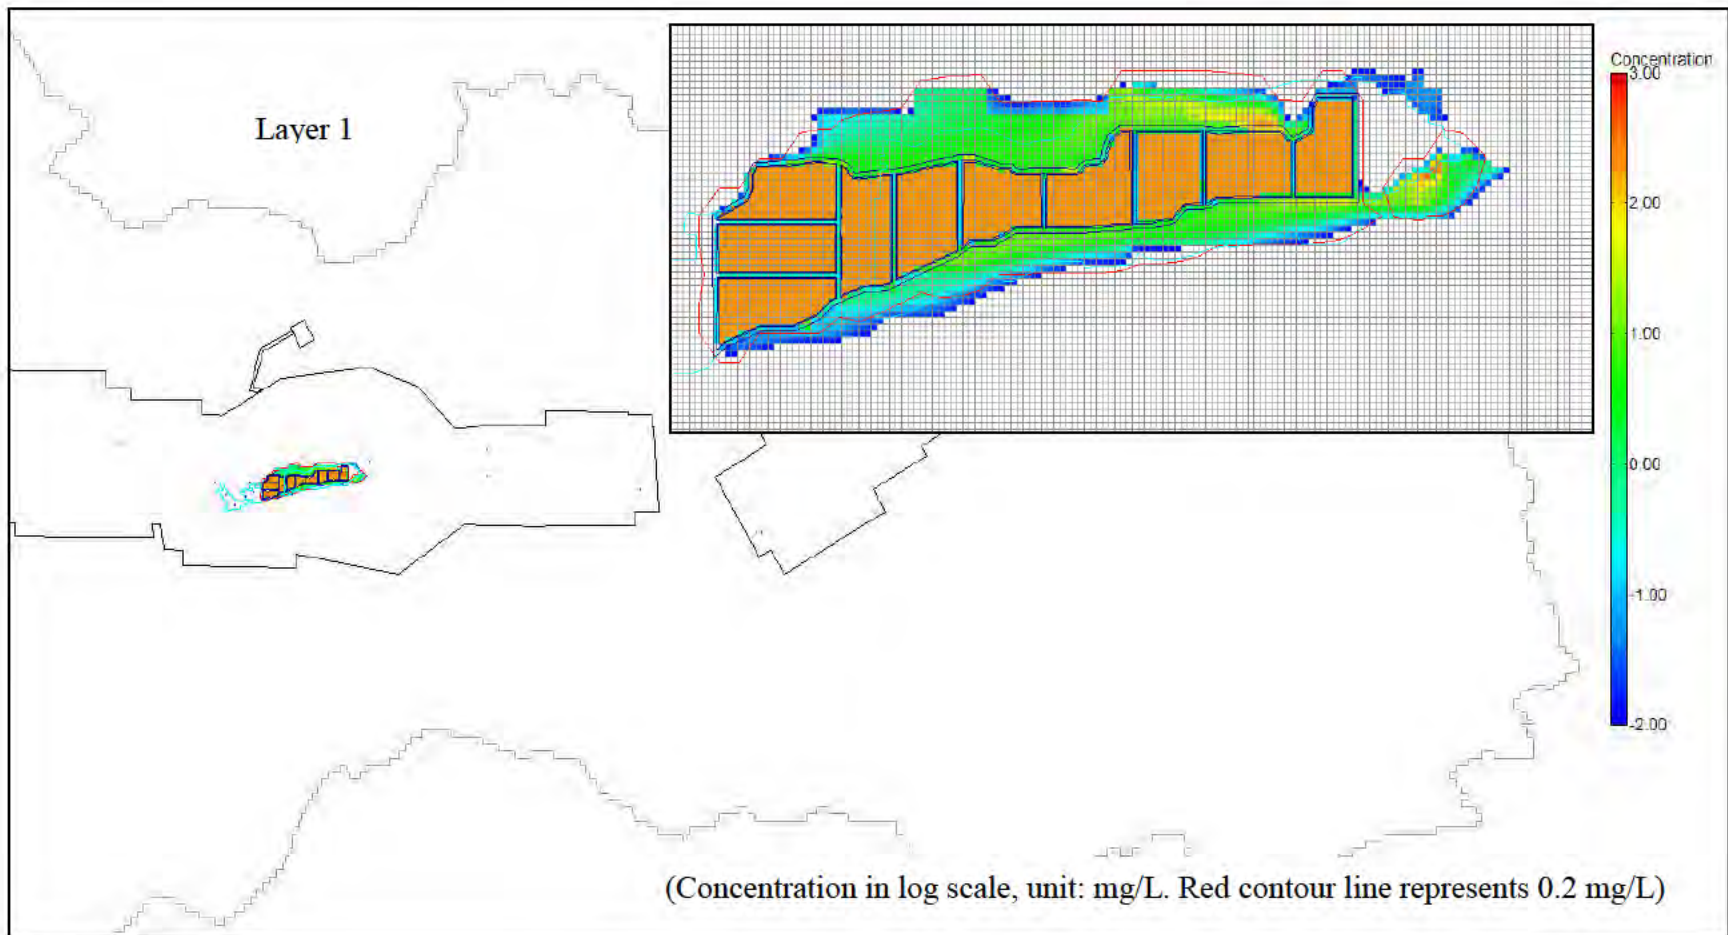 Concentration
3.00
Layer 1
2.00
1.00
0.00
-1.00
-2.00
(Concentration in log scale, unit: mg/L. Red contour line represents 0.2 mg/L)